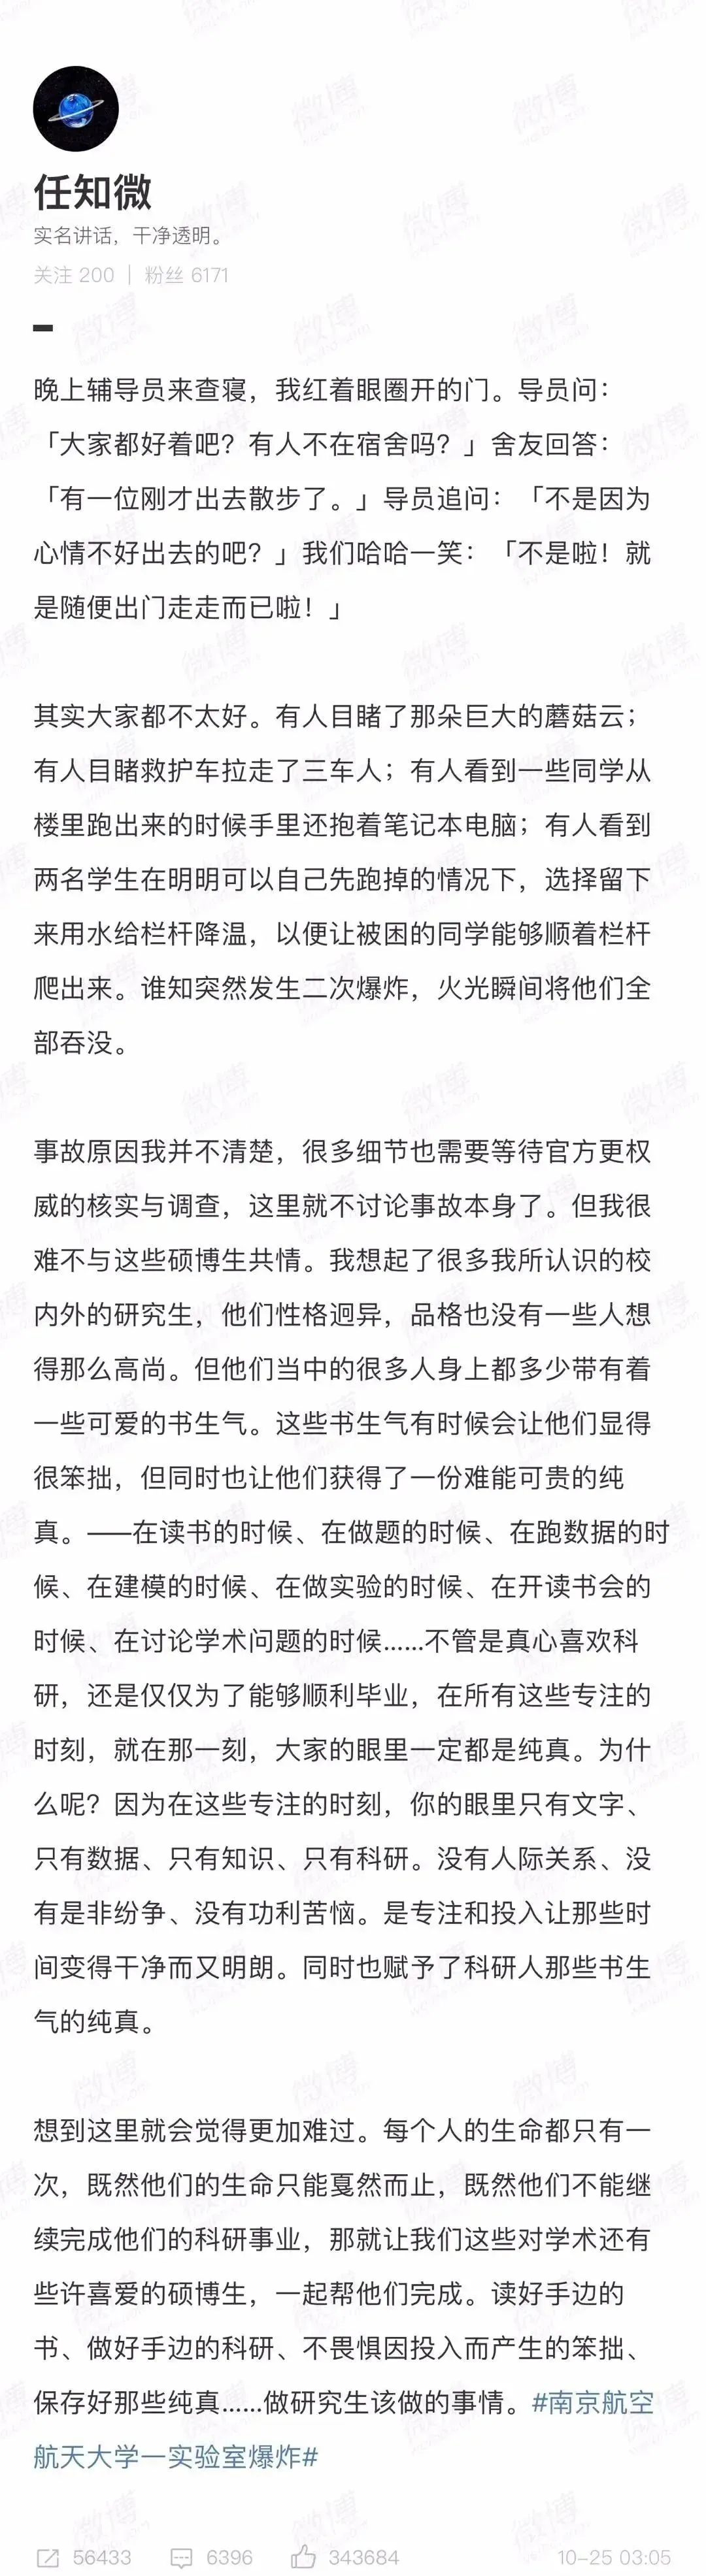 任知微
实名讲话，干净透明。
关注 200 | 粉丝 6171
晚上辅导员来查寝，我红着眼圈开的门。导员问：
「大家都好着吧？有人不在宿舍吗？」舍友回答：
「有一位刚才出去散步了。」导员追问：「不是因为
心情不好出去的吧？」我们哈哈一笑：「不是啦！就
是随便出门走走而已啦！」
其实大家都不太好。有人目睹了那朵巨大的蘑菇云；
有人目睹救护车拉走了三车人；有人看到一些同学从
楼里跑出来的时候手里还抱着笔记本电脑；有人看到
两名学生在明明可以自己先跑掉的情况下，选择留下
来用水给栏杆降温，以便让被困的同学能够顺着栏杆
爬出来。谁知突然发生二次爆炸，火光瞬间将他们全
部吞没。
事故原因我并不清楚，很多细节也需要等待官方更权
威的核实与调查，这里就不讨论事故本身了。但我很
难不与这些硕博生共情。我想起了很多我所认识的校
内外的研究生，他们性格迥异，品格也没有一些人想
得那么高尚。但他们当中的很多人身上都多少带有着
一些可爱的书生气。这些书生气有时候会让他们显得
很笨拙，但同时也让他们获得了一份难能可贵的纯
真。——在读书的时候、在做题的时候、在跑数据的时
候、在建模的时候、在做实验的时候、在开读书会的
时候、在讨论学术问题的时候……不管是真心喜欢科
研，还是仅仅为了能够顺利毕业，在所有这些专注的
时刻，就在那一刻，大家的眼里一定都是纯真。为什
么呢？因为在这些专注的时刻，你的眼里只有文字、
只有数据、只有知识、只有科研。没有人际关系、没
有是非纷争、没有功利苦恼。是专注和投入让那些时
间变得干净而又明朗。同时也赋予了科研人那些书生
气的纯真。
想到这里就会觉得更加难过。每个人的生命都只有一
次，既然他们的生命只能戛然而止，既然他们不能继
续完成他们的科研事业，那就让我们这些对学术还有
些许喜爱的硕博生，一起帮他们完成。读好手边的
书、做好手边的科研、不畏惧因投入而产生的笨拙、
保存好那些纯真……做研究生该做的事情。#南京航空
航天大学一实验室爆炸#
56433 6396 343684 10-25 03:05